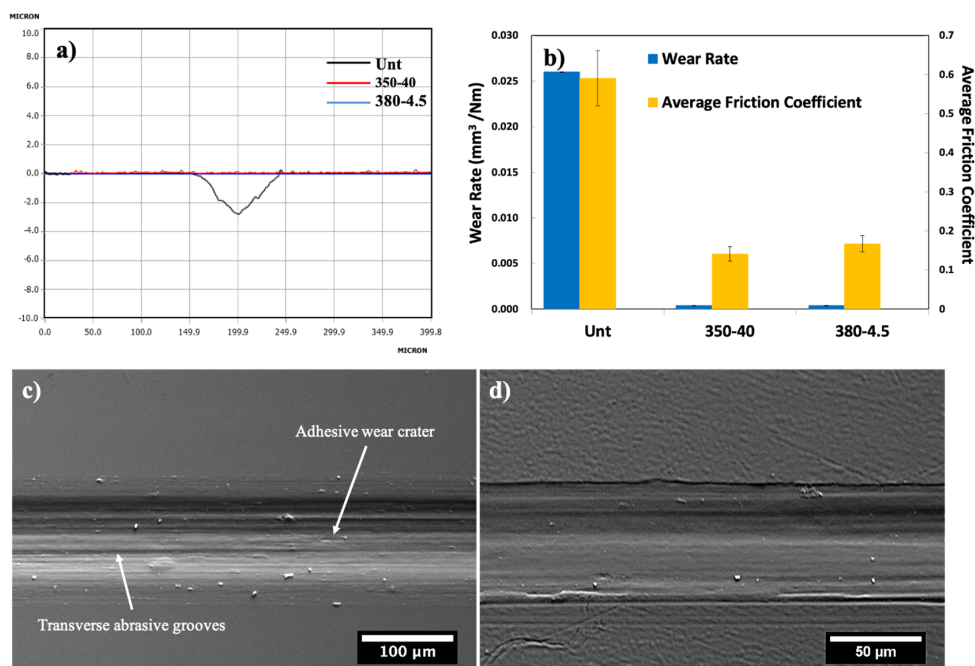 MICRON
10.0
8.0
6.0
4.0
2.0
0.0
-2.0
-4.0
-6.0
-8.0
-10.0
a)
Unt
350-40
380-4.5
0.0 50.0 99.9 149.9 199.9 249.9 299.9 349.9 399.8
MICRON
b)
Wear Rate
Average Friction Coefficient
Wear Rate (mm³ /Nm)
0.030
0.025
0.020
0.015
0.010
0.005
0.000
0.7
0.6
0.5
0.4
0.3
0.2
0.1
0
Average Friction
Coefficient
Unt 350-40 380-4.5
c)
Adhesive wear crater
Transverse abrasive grooves
100 µm
d)
50 µm